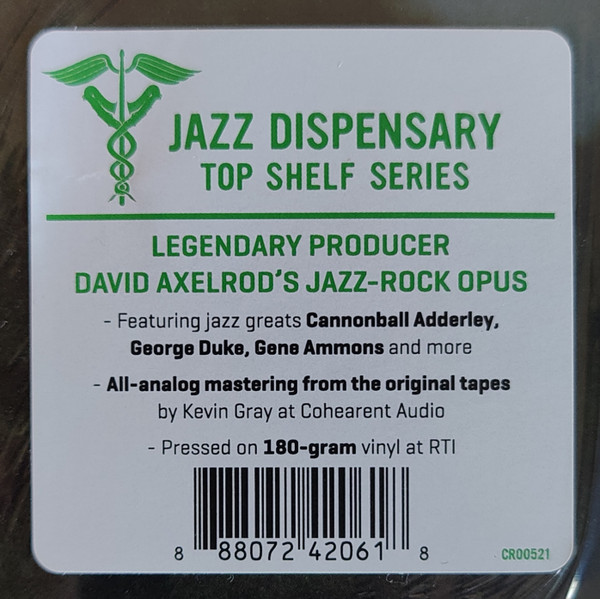 JAZZ DISPENSARY
TOP SHELF SERIES
LEGENDARY PRODUCER
DAVID AXELROD'S JAZZ-ROCK OPUS
- Featuring jazz greats Cannonball Adderley,
George Duke, Gene Ammons and more
- All-analog mastering from the original tapes
by Kevin Gray at Cohearent Audio
- Pressed on 180-gram vinyl at RTI
8 88072 42061 8
CR00521